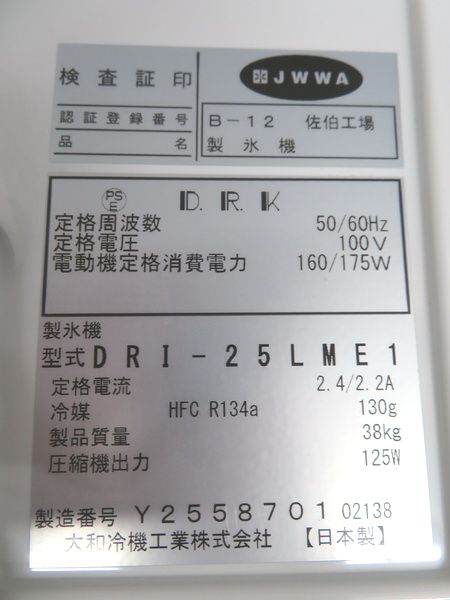 検査証印 JWWA
認証登録番号 B-12 佐伯工場
品名 製氷機
PS E D.R.K
定格周波数 50/60Hz
定格電圧 100V
電動機定格消費電力 160/175W
製氷機
型式 DRI-25LME1
定格電流 2.4/2.2A
冷媒 HFC R134a 130g
製品質量 38kg
圧縮機出力 125W
製造番号 Y2558701 02138
大和冷機工業株式会社 【日本製】